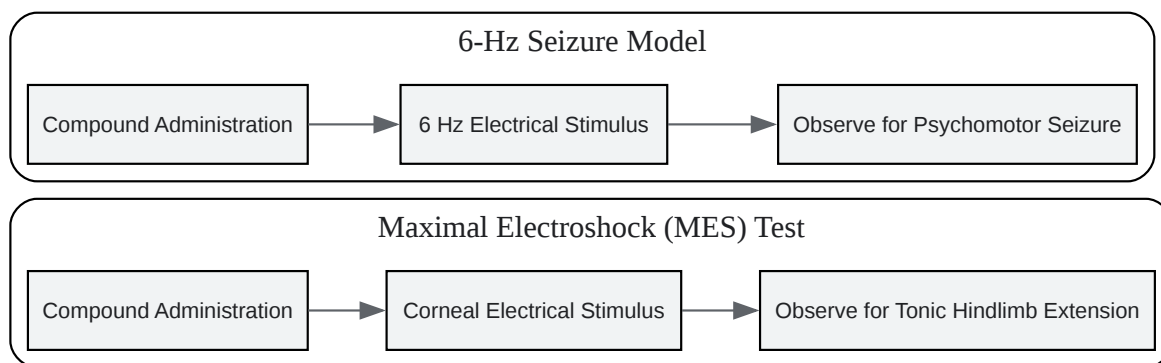 6-Hz Seizure Model
Compound Administration
6 Hz Electrical Stimulus
Observe for Psychomotor Seizure
Maximal Electroshock (MES) Test
Compound Administration
Corneal Electrical Stimulus
Observe for Tonic Hindlimb Extension